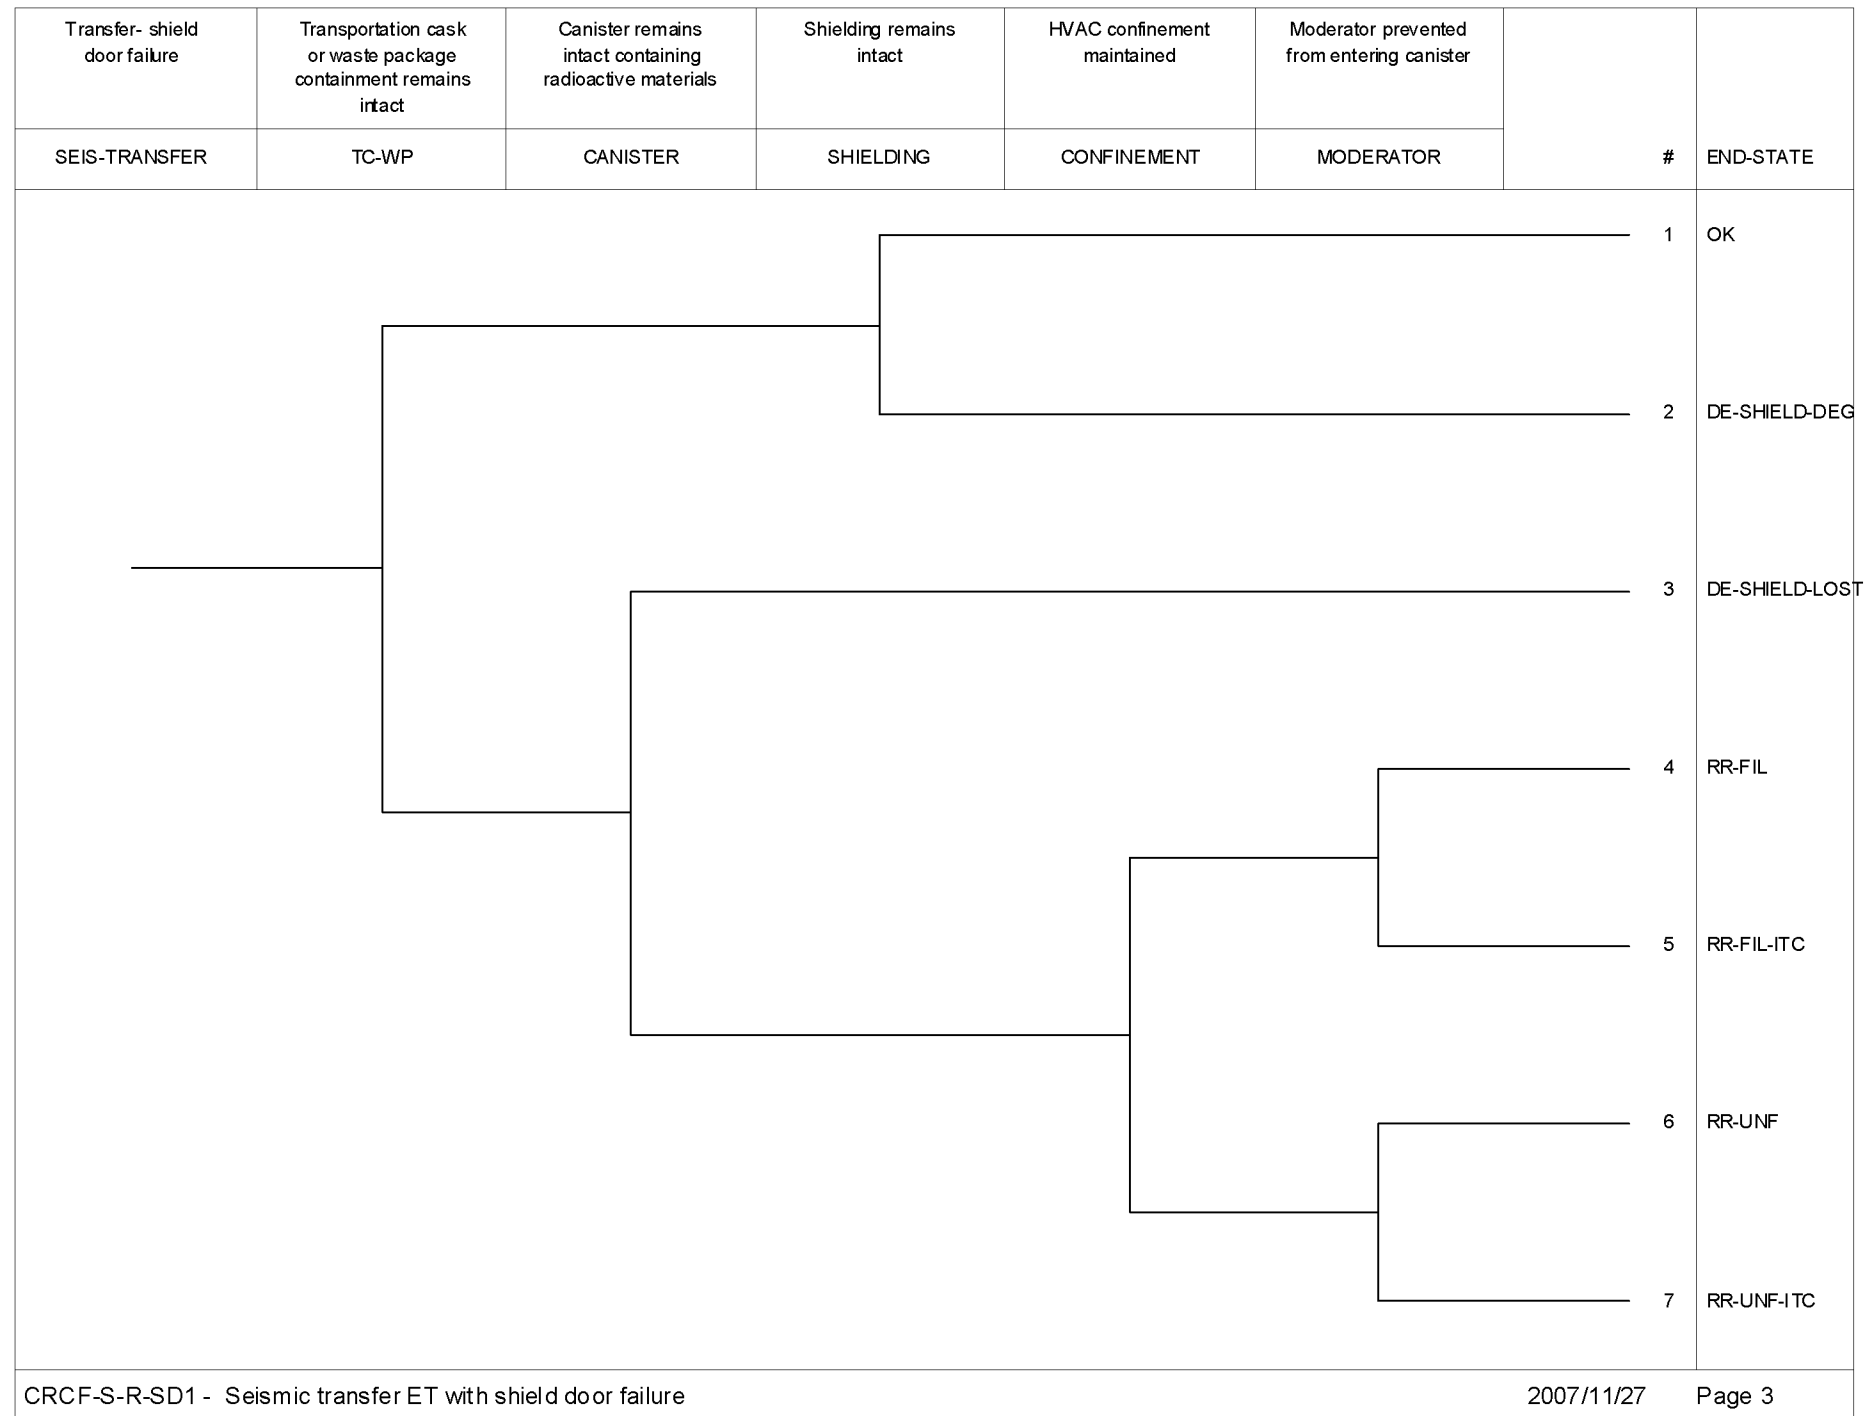 Transfer- shield
door failure
Transportation cask
or waste package
containment remains
intact
Canister remains
intact containing
radioactive materials
Shielding remains
intact
HVAC confinement
maintained
Moderator prevented
from entering canister
SEIS-TRANSFER
TC-WP
CANISTER
SHIELDING
CONFINEMENT
MODERATOR
#
END-STATE
1 OK
2 DE-SHIELD-DEG
3 DE-SHIELD-LOST
4 RR-FIL
5 RR-FIL-ITC
6 RR-UNF
7 RR-UNF-ITC
CRCF-S-R-SD1 - Seismic transfer ET with shield door failure
2007/11/27
Page 3